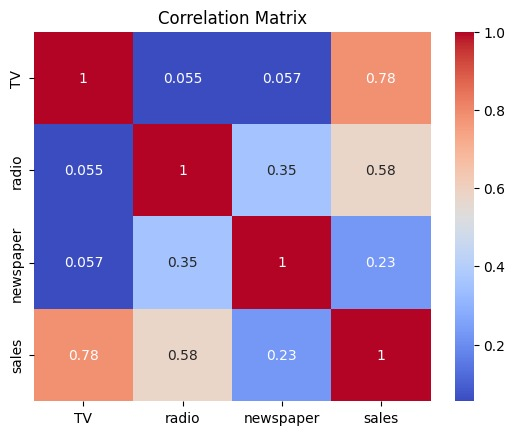 Correlation Matrix
TV 1 0.055 0.057 0.78
radio 0.055 1 0.35 0.58
newspaper 0.057 0.35 1 0.23
sales 0.78 0.58 0.23 1
TV radio newspaper sales
1.0
0.8
0.6
0.4
0.2